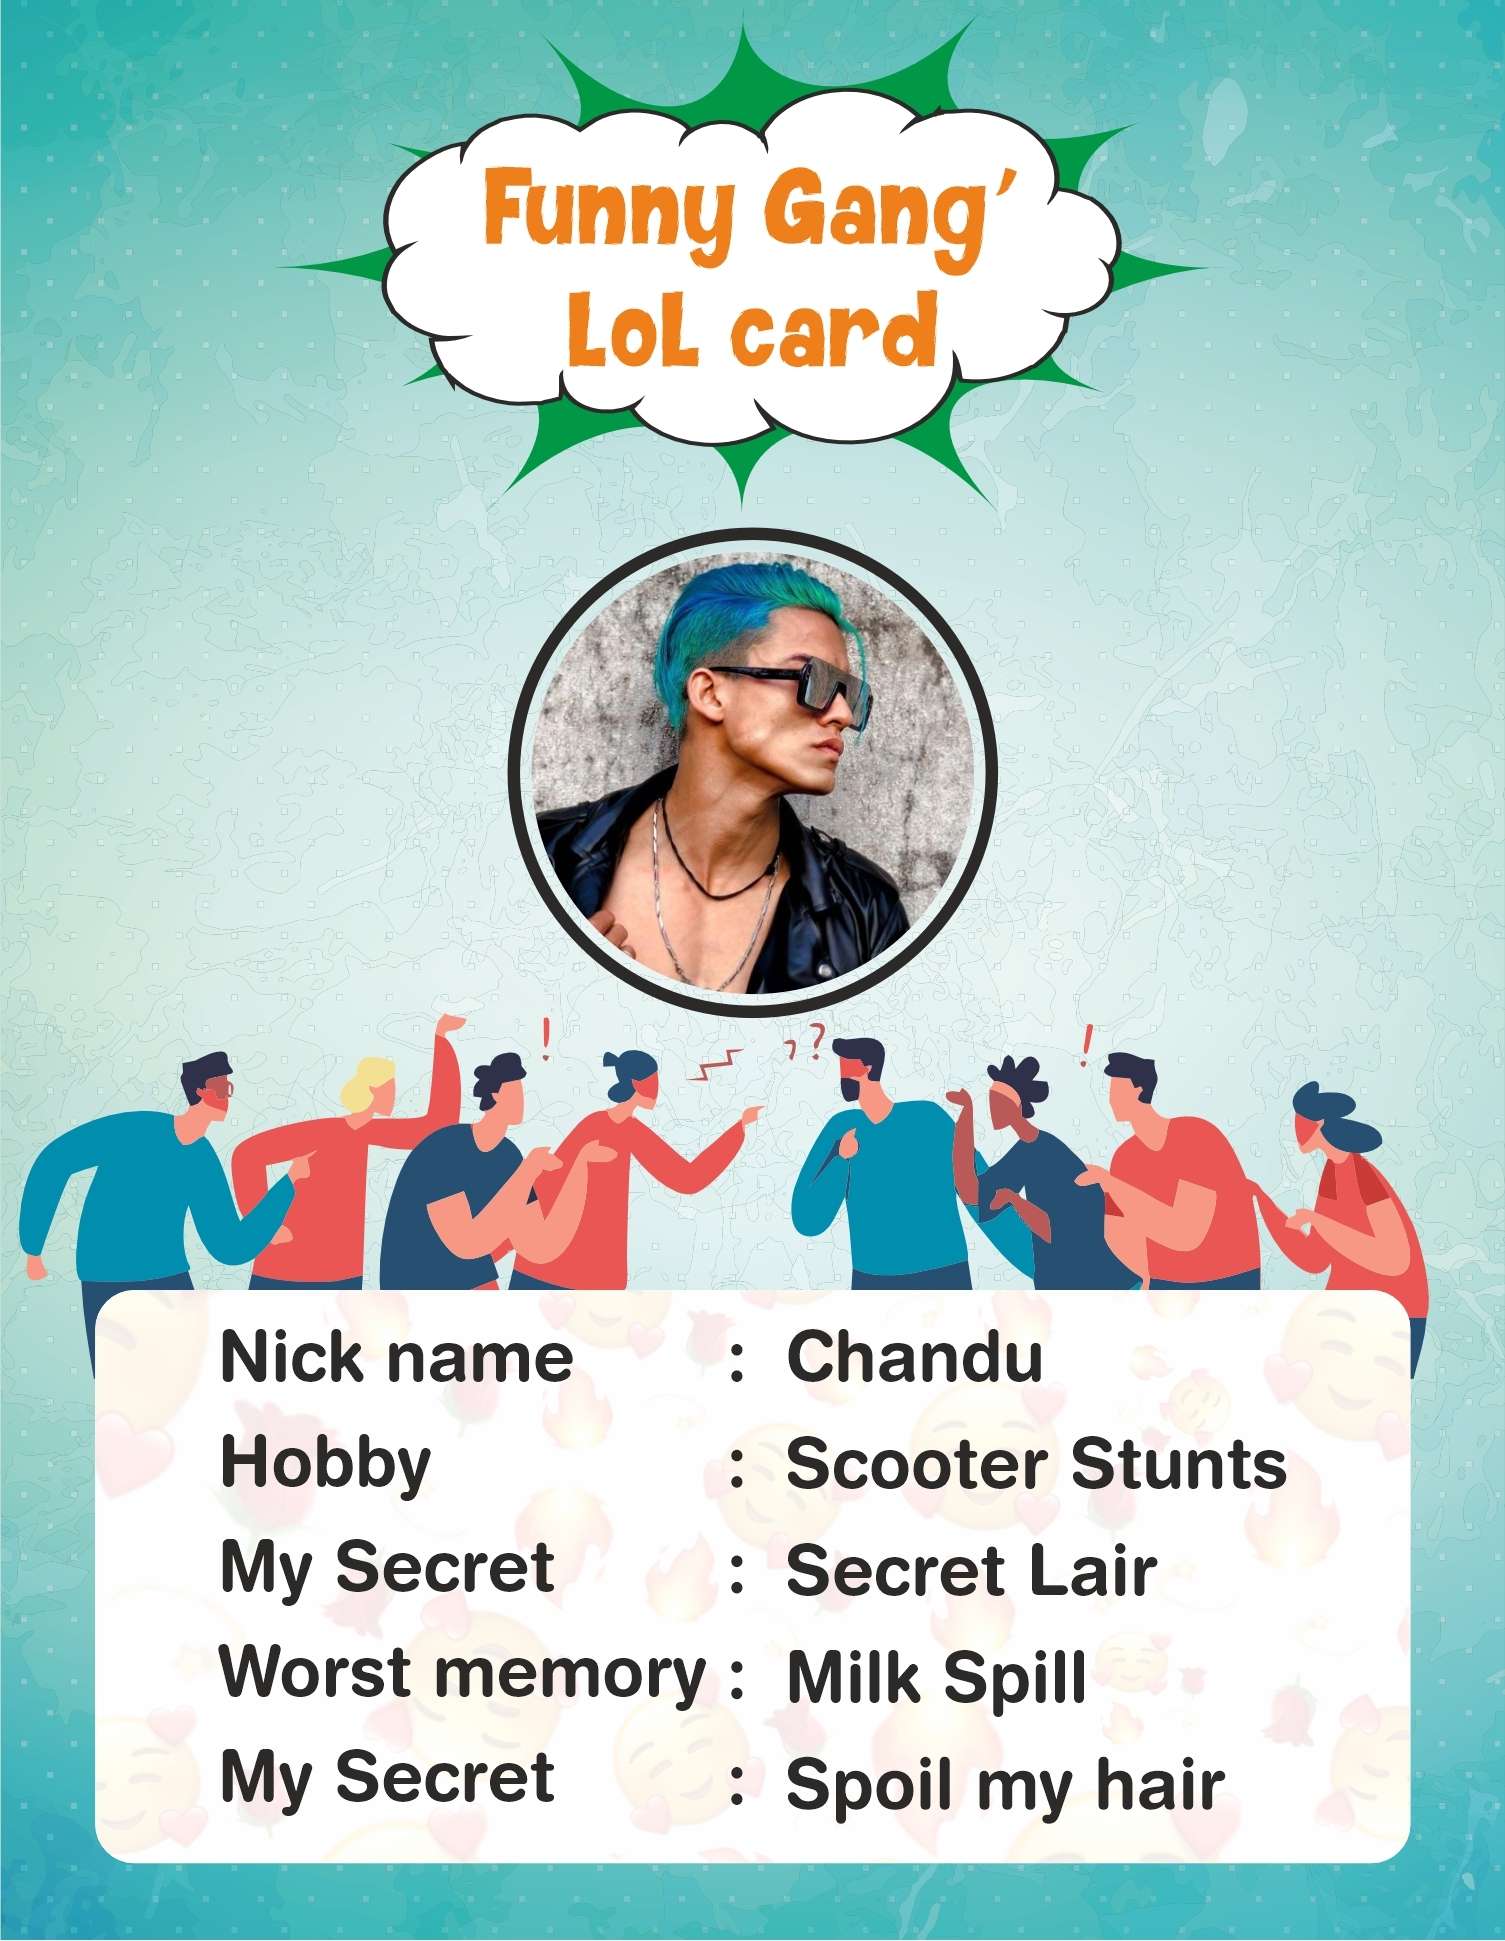 Funny Gang'
LoL card
! ?? !
Nick name : Chandu
Hobby : Scooter Stunts
My Secret : Secret Lair
Worst memory : Milk Spill
My Secret : Spoil my hair